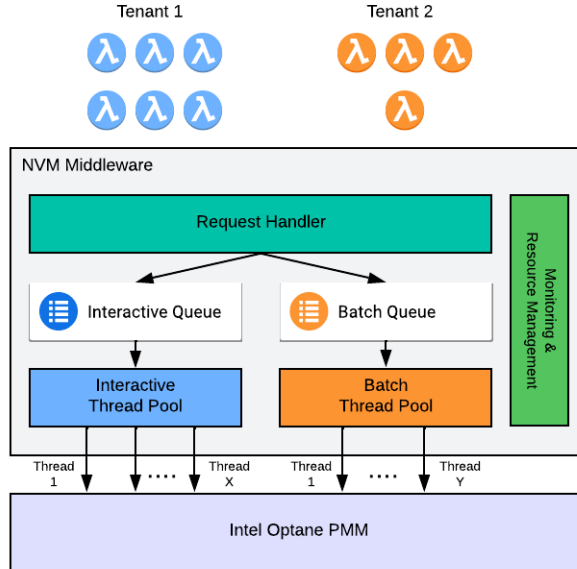 Tenant 1
Tenant 2
λ λ λ
λ λ λ
λ λ λ
λ
NVM Middleware
Request Handler
Monitoring &
Resource Management
Interactive Queue
Batch Queue
Interactive
Thread Pool
Batch
Thread Pool
Thread
1
....
Thread
X
Thread
1
....
Thread
Y
Intel Optane PMM